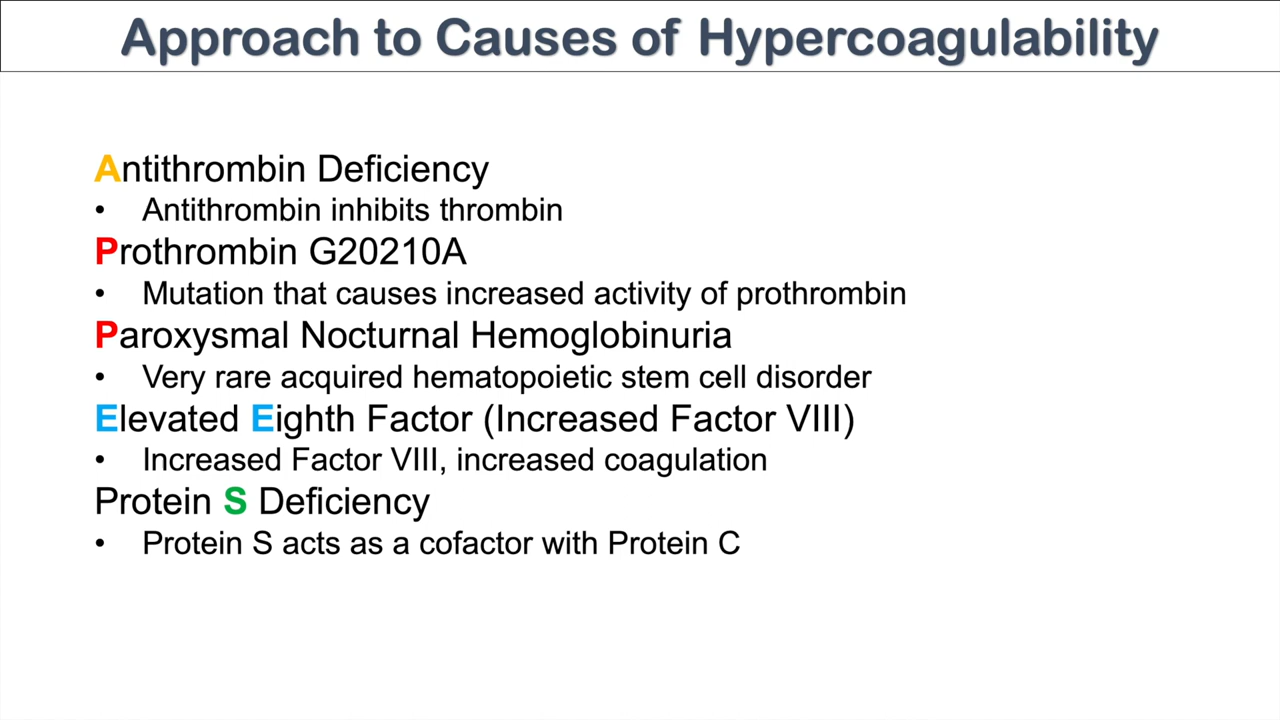 Approach to Causes of Hypercoagulability
Antithrombin Deficiency
• Antithrombin inhibits thrombin
Prothrombin G20210A
• Mutation that causes increased activity of prothrombin
Paroxysmal Nocturnal Hemoglobinuria
• Very rare acquired hematopoietic stem cell disorder
Elevated Eighth Factor (Increased Factor VIII)
• Increased Factor VIII, increased coagulation
Protein S Deficiency
• Protein S acts as a cofactor with Protein C